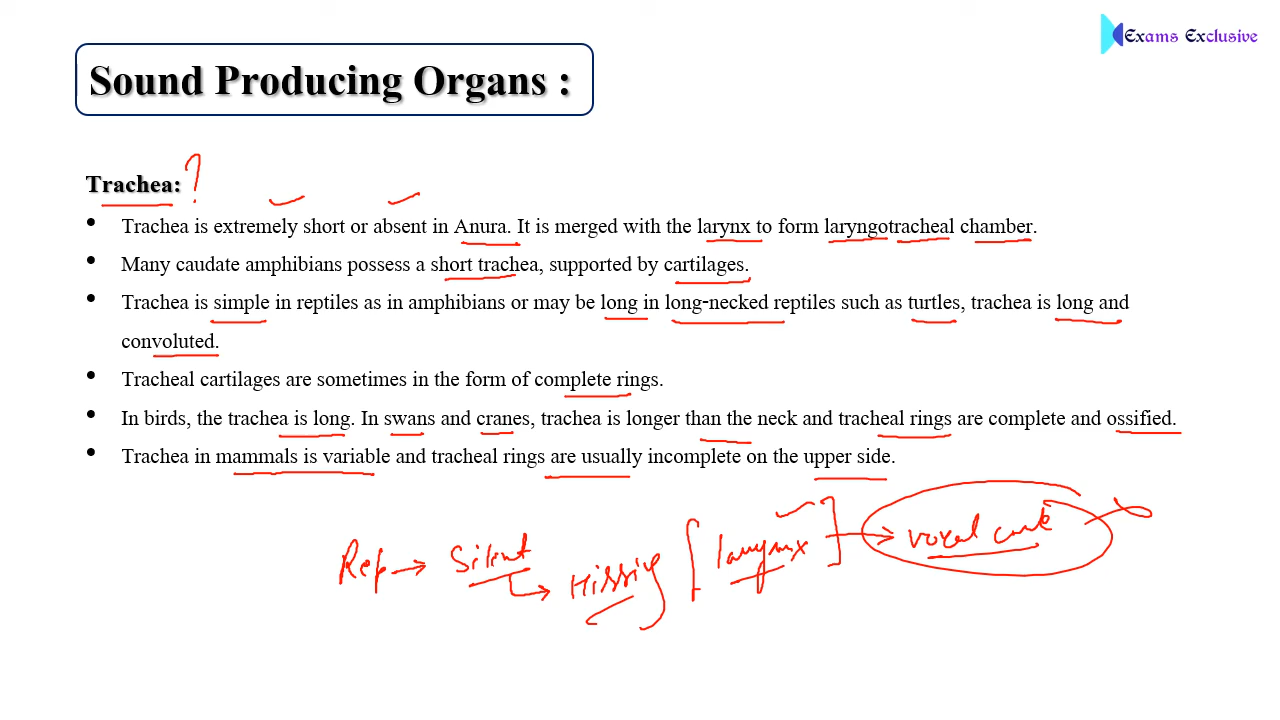 Exams Exclusive
Sound Producing Organs :
Trachea: ?
• Trachea is extremely short or absent in Anura. It is merged with the larynx to form laryngotracheal chamber.
• Many caudate amphibians possess a short trachea, supported by cartilages.
• Trachea is simple in reptiles as in amphibians or may be long in long-necked reptiles such as turtles, trachea is long and
convoluted.
• Tracheal cartilages are sometimes in the form of complete rings.
• In birds, the trachea is long. In swans and cranes, trachea is longer than the neck and tracheal rings are complete and ossified.
• Trachea in mammals is variable and tracheal rings are usually incomplete on the upper side.
Rep → Silent → Hissing [larynx] → vocal